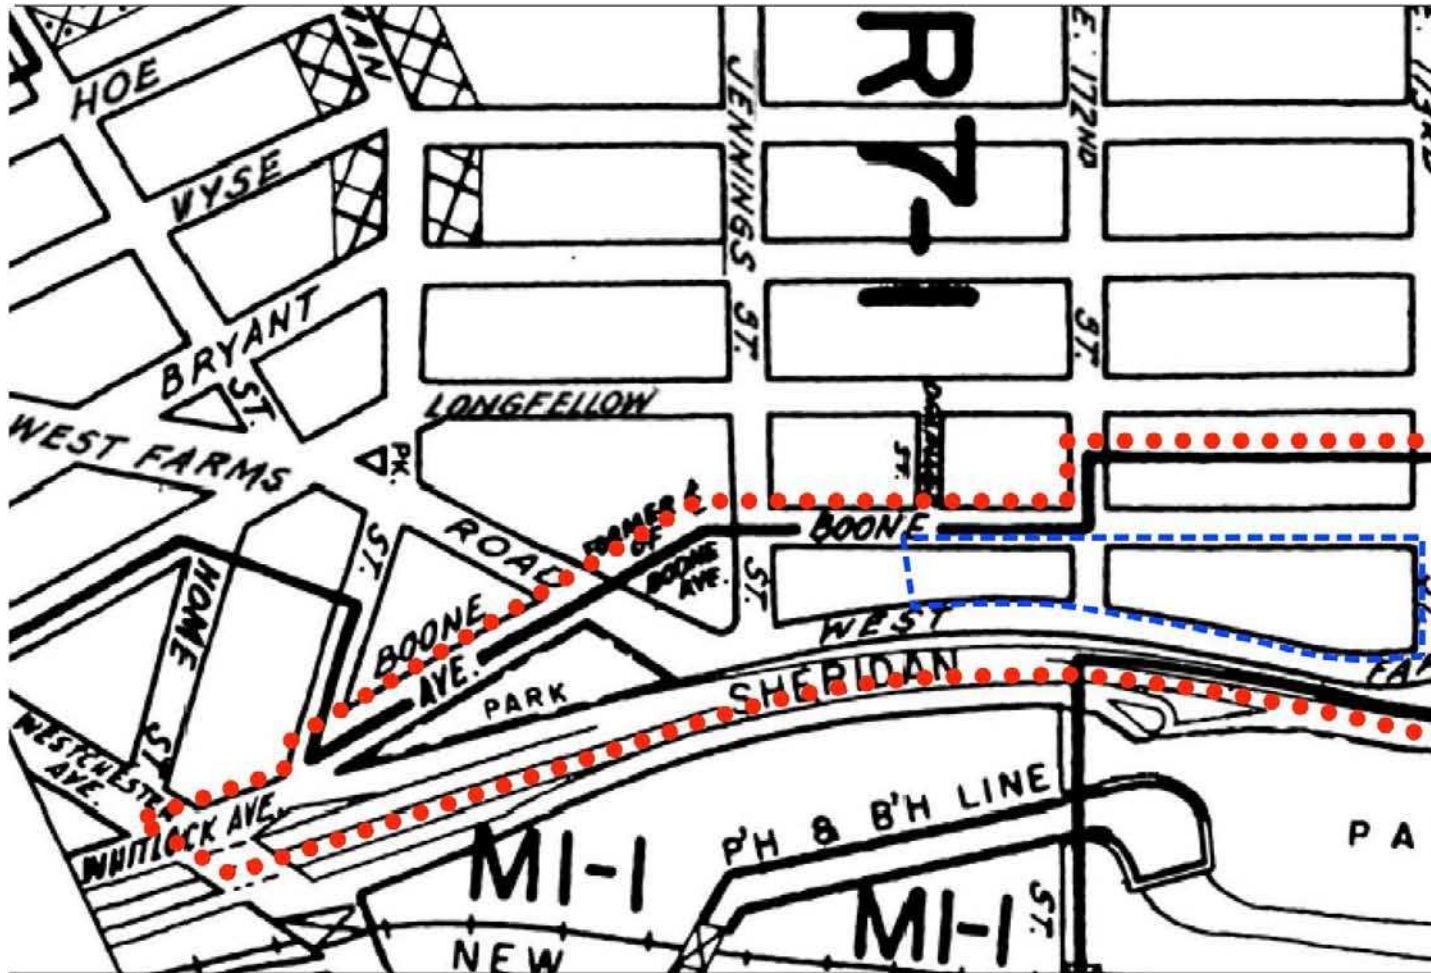 HOE
VYSE
BRYANT
ST.
WEST FARMS
ROAD
LONGFELLOW
PK.
JENNINGS
ST.
R7-1
E. 172ND
ST.
ST.
BOONE
FORMER
OF
BOONE
AVE.
ST.
BOONE
AVE.
ST.
HOME
ST.
PARK
WEST
SHERIDAN
WESTCHESTER
AVE.
WHITLOCK AVE.
P'H & B'H LINE
M1-1
M1-1
ST.
NEW
PA